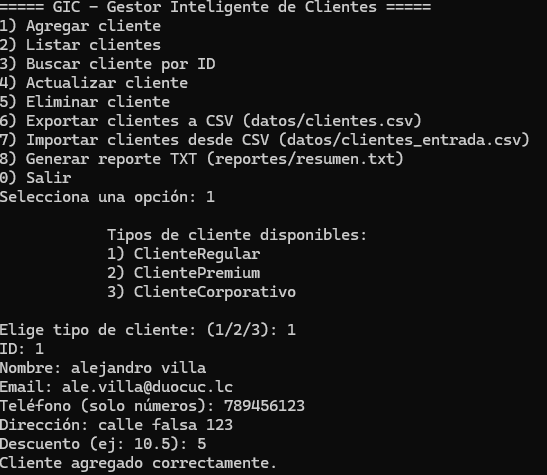 ===== GIC – Gestor Inteligente de Clientes =====
1) Agregar cliente
2) Listar clientes
3) Buscar cliente por ID
4) Actualizar cliente
5) Eliminar cliente
6) Exportar clientes a CSV (datos/clientes.csv)
7) Importar clientes desde CSV (datos/clientes_entrada.csv)
8) Generar reporte TXT (reportes/resumen.txt)
0) Salir
Selecciona una opción: 1
Tipos de cliente disponibles:
1) ClienteRegular
2) ClientePremium
3) ClienteCorporativo
Elige tipo de cliente: (1/2/3): 1
ID: 1
Nombre: alejandro villa
Email: ale.villa@duocuc.lc
Teléfono (solo números): 789456123
Dirección: calle falsa 123
Descuento (ej: 10.5): 5
Cliente agregado correctamente.